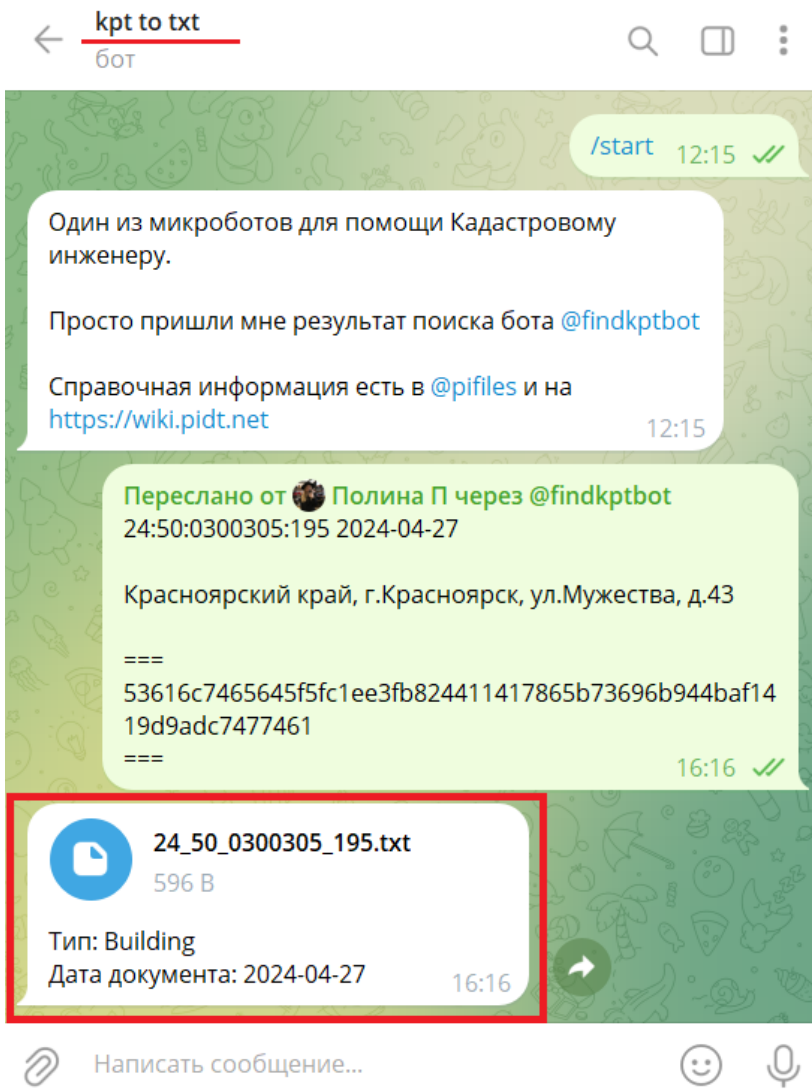 kpt to txt
бот
/start 12:15
Один из микроботов для помощи Кадастровому
инженеру.
Просто пришли мне результат поиска бота @findkptbot
Справочная информация есть в @pifiles и на
https://wiki.pidt.net
12:15
Переслано от Полина П через @findkptbot
24:50:0300305:195 2024-04-27
Красноярский край, г.Красноярск, ул.Мужества, д.43
===
53616c7465645f5fc1ee3fb824411417865b73696b944baf14
19d9adc7477461
===
16:16
24_50_0300305_195.txt
596 B
Тип: Building
Дата документа: 2024-04-27
16:16
Написать сообщение...